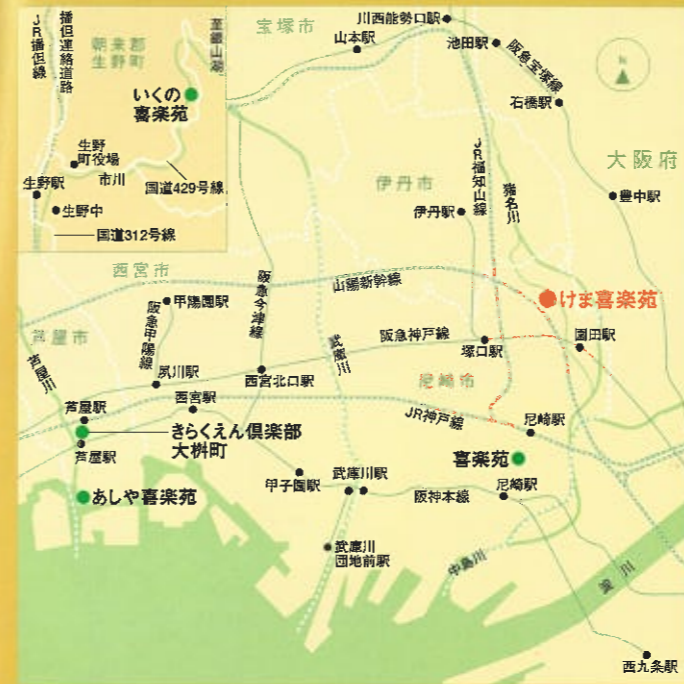 JR播但線
播但連絡道路
朝来郡
生野町
至銀山湖
いくの
喜楽苑
生野
町役場
生野駅
市川
国道429号線
生野中
国道312号線
宝塚市
川西能勢口駅
山本駅
池田駅
阪急宝塚線
石橋駅
N
大阪府
豊中駅
伊丹市
伊丹駅
JR福知山線
猪名川
西宮市
阪急今津線
山陽新幹線
甲陽園駅
阪急甲陽線
けま喜楽苑
芦屋市
芦屋川
武庫川
阪急神戸線
塚口駅
園田駅
夙川駅
西宮北口駅
尼崎市
西宮駅
芦屋駅
JR神戸線
尼崎駅
きらくえん倶楽部
大桝町
芦屋駅
喜楽苑
あしや喜楽苑
甲子園駅
武庫川駅
阪神本線
尼崎駅
武庫川
団地前駅
中島川
淀川
西九条駅